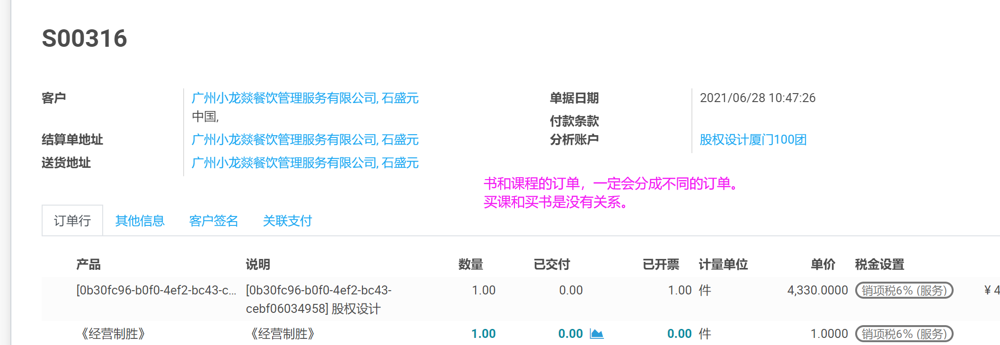 S00316
客户 广州小龙燚餐饮管理服务有限公司, 石盛元 单据日期 2021/06/28 10:47:26
中国,
付款条款
结算单地址 广州小龙燚餐饮管理服务有限公司, 石盛元 分析账户 股权设计厦门100团
送货地址 广州小龙燚餐饮管理服务有限公司, 石盛元
书和课程的订单，一定会分成不同的订单。
买课和买书是没有关系。
订单行 其他信息 客户签名 关联支付
产品 说明 数量 已交付 已开票 计量单位 单价 税金设置
[0b30fc96-b0f0-4ef2-bc43-c... [0b30fc96-b0f0-4ef2-bc43- 1.00 0.00 1.00 件 4,330.0000 销项税6% (服务) ¥ 4
cebf06034958] 股权设计
《经营制胜》 《经营制胜》 1.00 0.00 0.00 件 1.0000 销项税6% (服务)